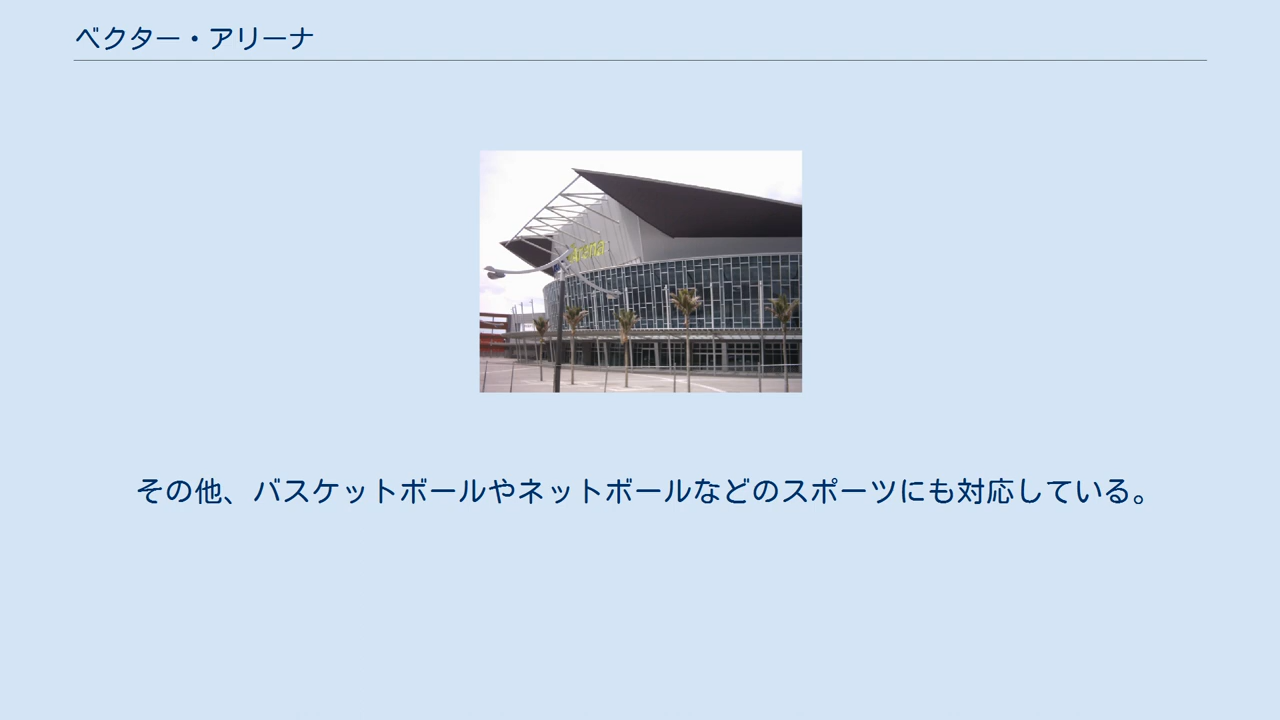 ベクター・アリーナ
Arena
その他、バスケットボールやネットボールなどのスポーツにも対応している。